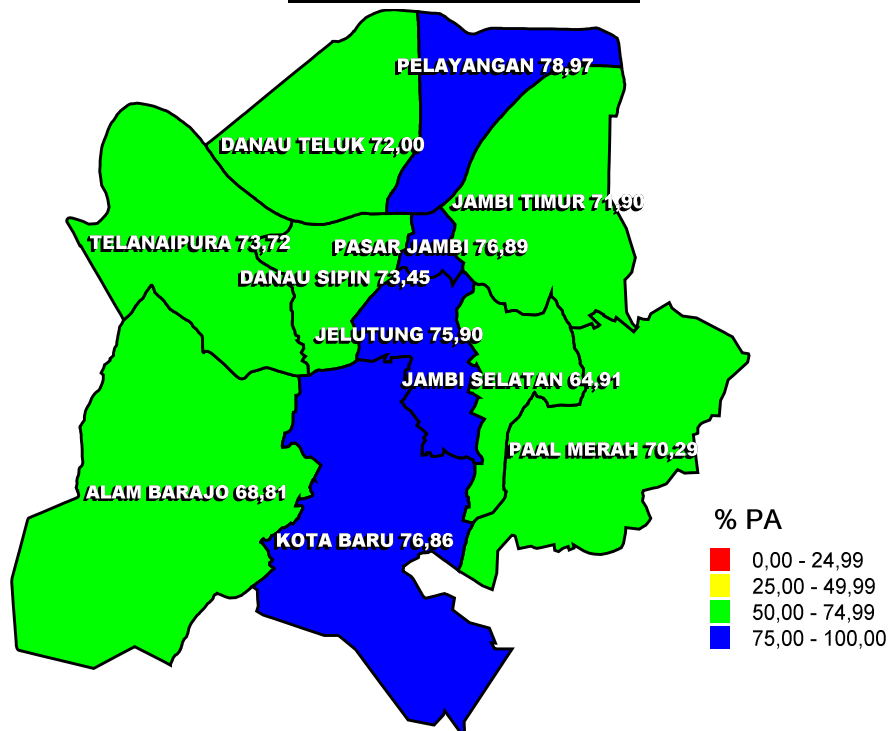 PELAYANGAN 78,97
DANAU TELUK 72,00
JAMBI TIMUR 71,90
TELANAIPURA 73,72
PASAR JAMBI 76,89
DANAU SIPIN 73,45
JELUTUNG 75,90
JAMBI SELATAN 64,91
PAAL MERAH 70,29
ALAM BARAJO 68,81
KOTA BARU 76,86
% PA
0,00 - 24,99
25,00 - 49,99
50,00 - 74,99
75,00 - 100,00